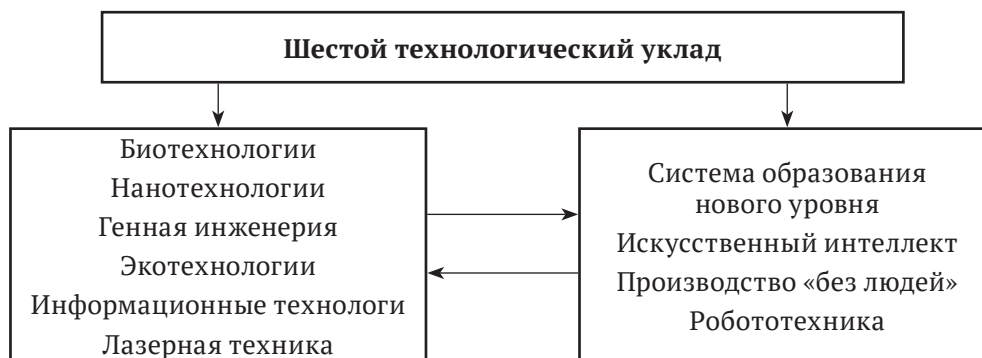 Шестой технологический уклад
Биотехнологии
Нанотехнологии
Генная инженерия
Экотехнологии
Информационные технологи
Лазерная техника
Система образования
нового уровня
Искусственный интеллект
Производство «без людей»
Робототехника